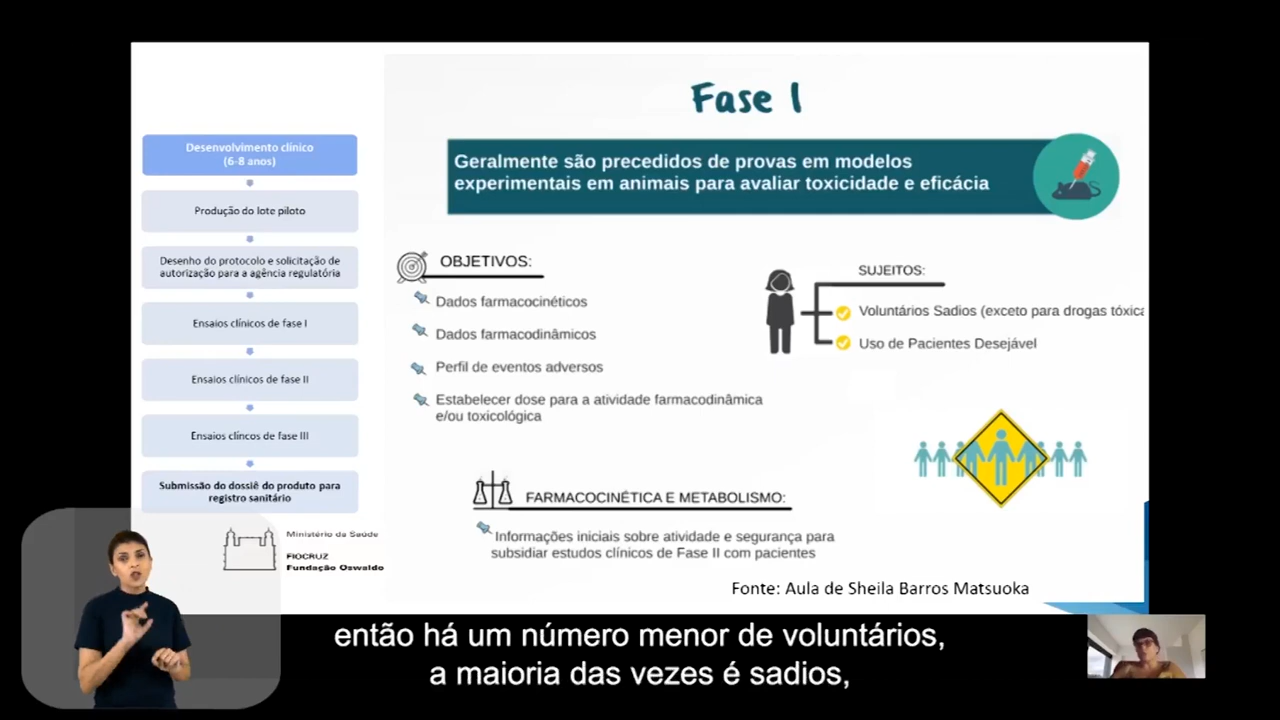 Fase I
Desenvolvimento clínico
(6-8 anos)
Produção do lote piloto
Desenho do protocolo e solicitação de
autorização para a agência regulatória
Ensaios clínicos de fase I
Ensaios clínicos de fase II
Ensaios clíncos de fase III
Submissão do dossiê do produto para
registro sanitário
Ministério da Saúde
FIOCRUZ
Fundação Oswaldo
Geralmente são precedidos de provas em modelos
experimentais em animais para avaliar toxicidade e eficácia
OBJETIVOS:
Dados farmacocinéticos
Dados farmacodinâmicos
Perfil de eventos adversos
Estabelecer dose para a atividade farmacodinâmica
e/ou toxicológica
SUJEITOS:
Voluntários Sadios (exceto para drogas tóxica
Uso de Pacientes Desejável
FARMACOCINÉTICA E METABOLISMO:
Informações iniciais sobre atividade e segurança para
subsidiar estudos clínicos de Fase II com pacientes
Fonte: Aula de Sheila Barros Matsuoka
então há um número menor de voluntários,
a maioria das vezes é sadios,